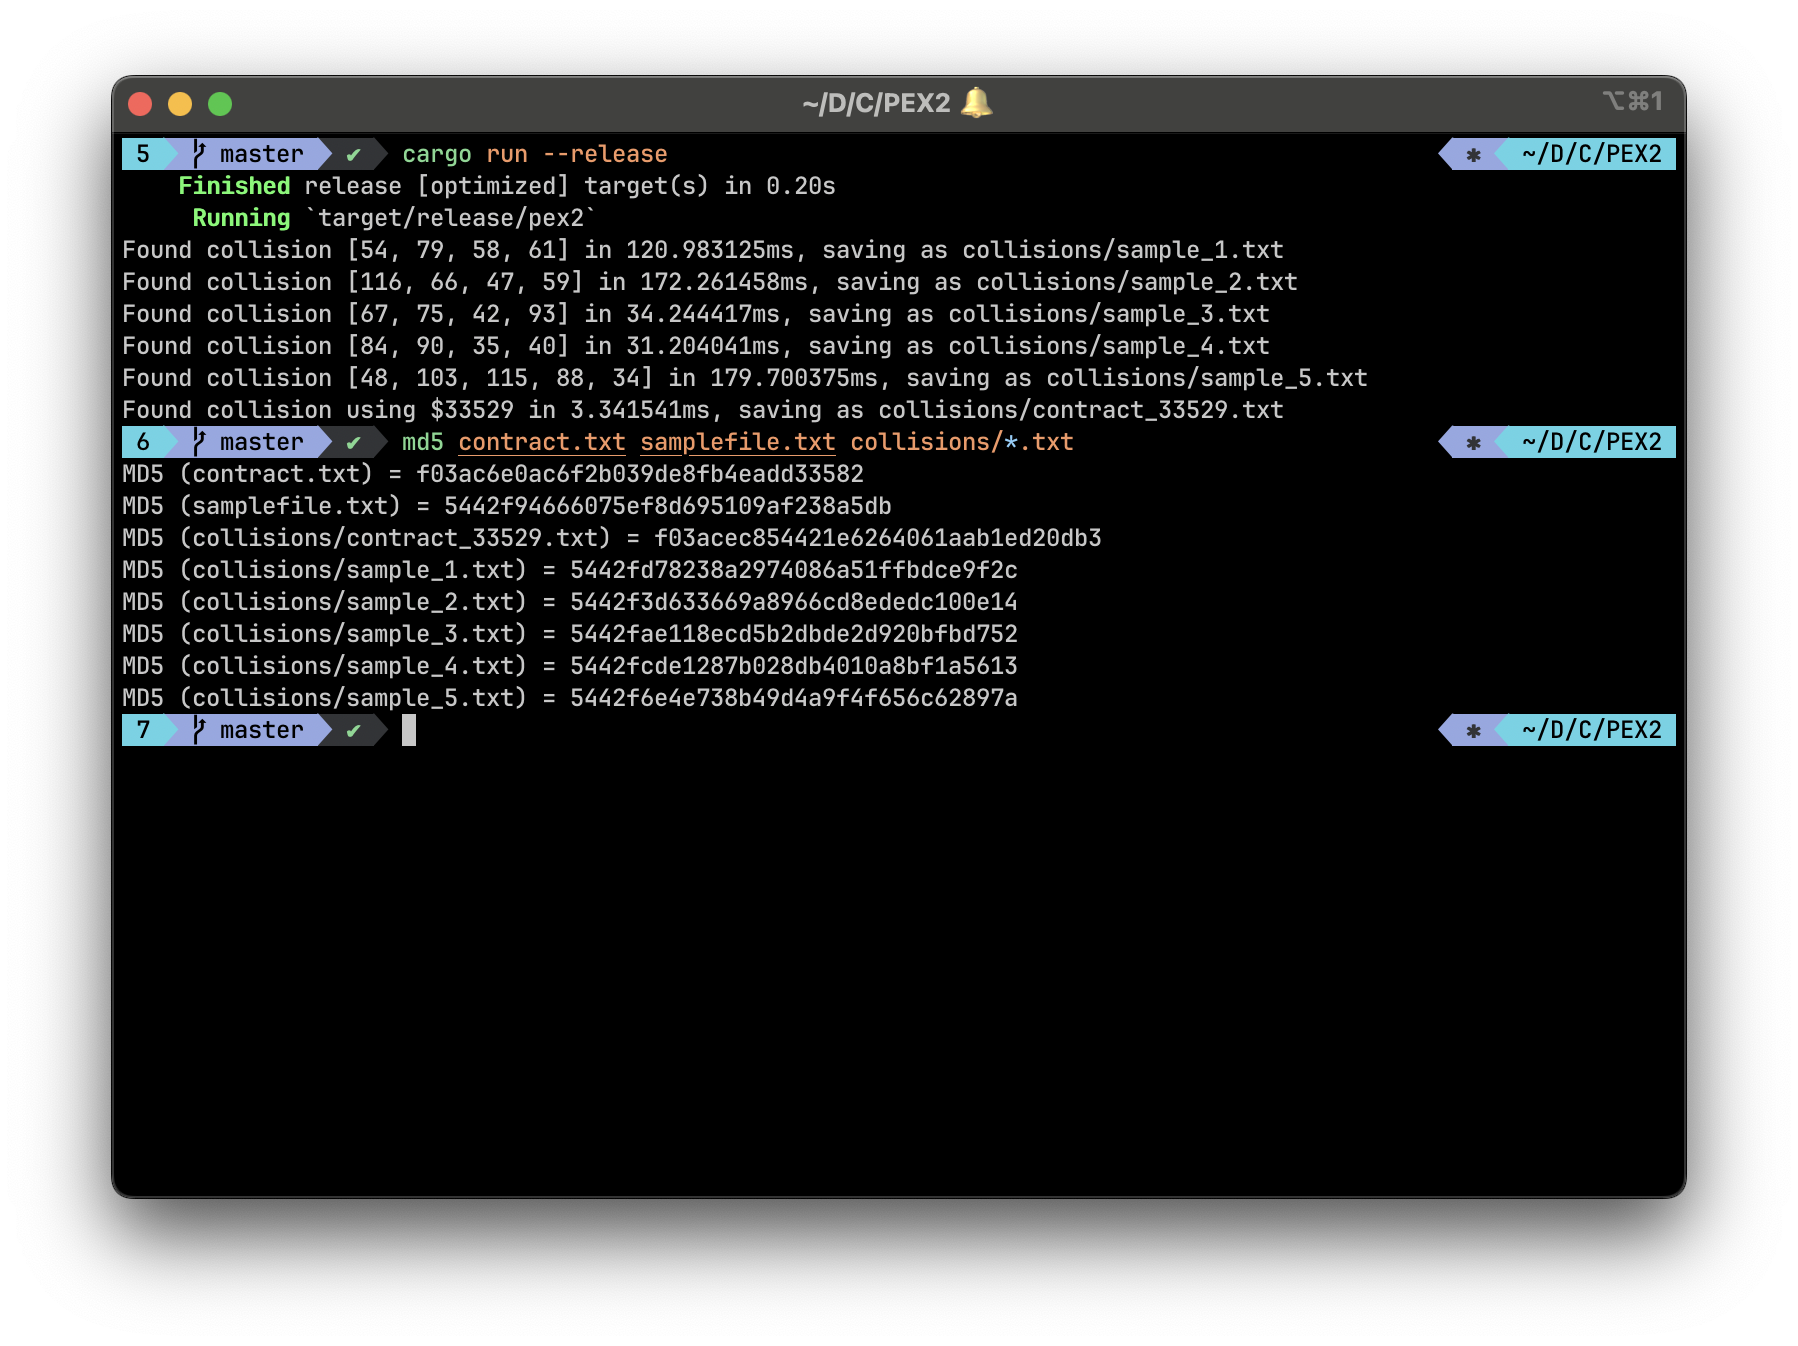 ~/D/C/PEX2 🔔 ⌥⌘1
5 master ✔ cargo run --release ✱ ~/D/C/PEX2
Finished release [optimized] target(s) in 0.20s
Running `target/release/pex2`
Found collision [54, 79, 58, 61] in 120.983125ms, saving as collisions/sample_1.txt
Found collision [116, 66, 47, 59] in 172.261458ms, saving as collisions/sample_2.txt
Found collision [67, 75, 42, 93] in 34.244417ms, saving as collisions/sample_3.txt
Found collision [84, 90, 35, 40] in 31.204041ms, saving as collisions/sample_4.txt
Found collision [48, 103, 115, 88, 34] in 179.700375ms, saving as collisions/sample_5.txt
Found collision using $33529 in 3.341541ms, saving as collisions/contract_33529.txt
6 master ✔ md5 contract.txt samplefile.txt collisions/*.txt ✱ ~/D/C/PEX2
MD5 (contract.txt) = f03ac6e0ac6f2b039de8fb4eadd33582
MD5 (samplefile.txt) = 5442f94666075ef8d695109af238a5db
MD5 (collisions/contract_33529.txt) = f03acec854421e6264061aab1ed20db3
MD5 (collisions/sample_1.txt) = 5442fd78238a2974086a51ffbdce9f2c
MD5 (collisions/sample_2.txt) = 5442f3d633669a8966cd8ededc100e14
MD5 (collisions/sample_3.txt) = 5442fae118ecd5b2dbde2d920bfbd752
MD5 (collisions/sample_4.txt) = 5442fcde1287b028db4010a8bf1a5613
MD5 (collisions/sample_5.txt) = 5442f6e4e738b49d4a9f4f656c62897a
7 master ✔ ✱ ~/D/C/PEX2